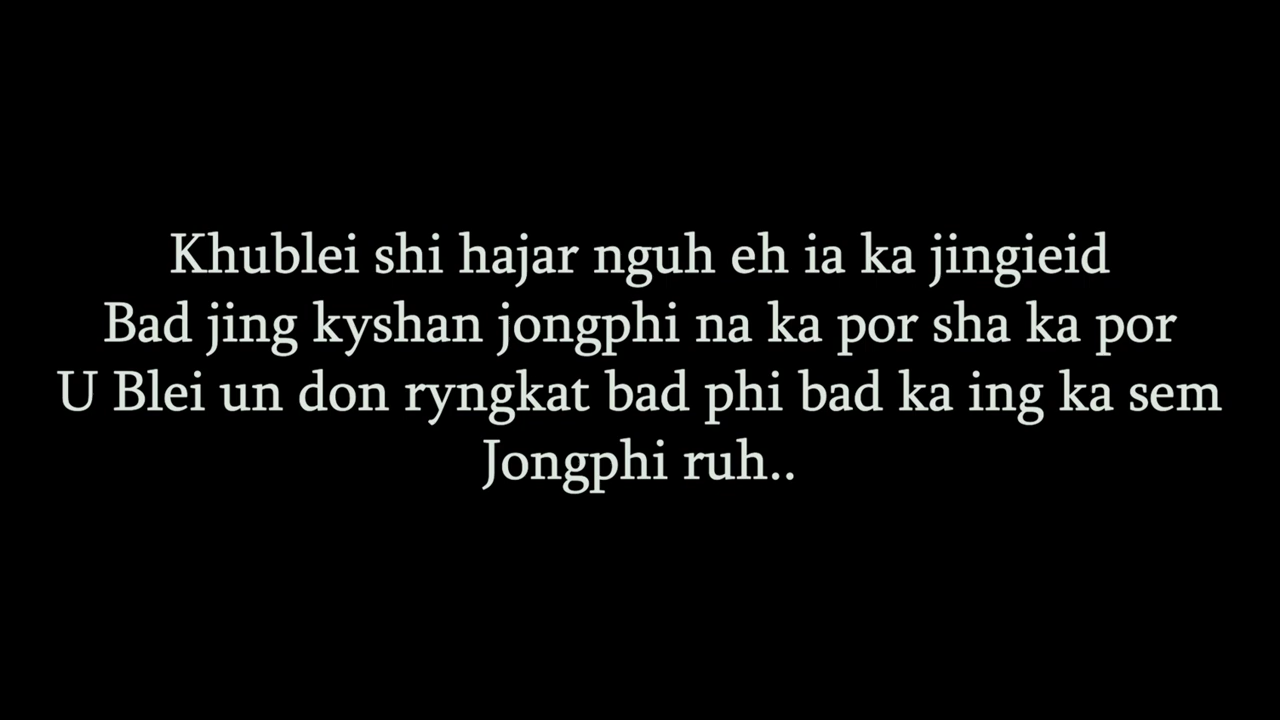 Khublei shi hajar nguh eh ia ka jingieid
Bad jing kyshan jongphi na ka por sha ka por
U Blei un don ryngkat bad phi bad ka ing ka sem
Jongphi ruh..